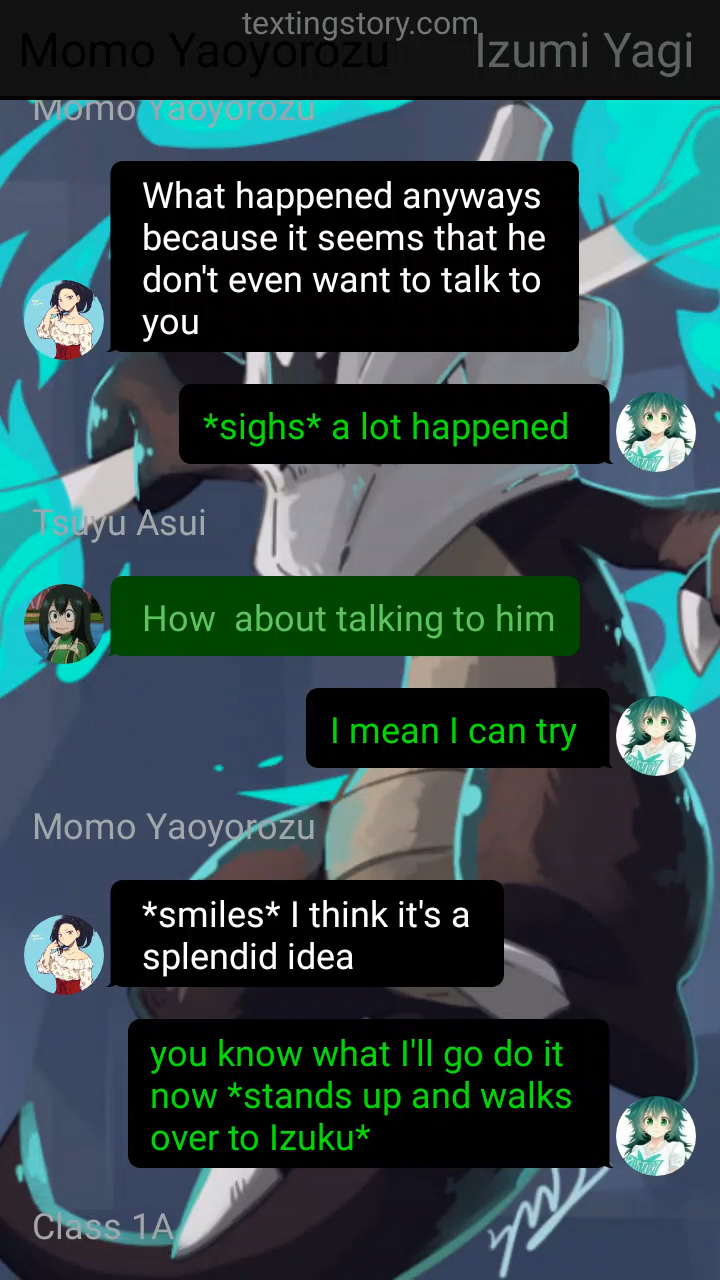 textingstory.com
Momo Yaoyorozu Izumi Yagi
Momo Yaoyorozu
What happened anyways
because it seems that he
don't even want to talk to
you
*sighs* a lot happened
Tsuyu Asui
How  about talking to him
I mean I can try
Momo Yaoyorozu
*smiles* I think it's a
splendid idea
you know what I'll go do it
now *stands up and walks
over to Izuku*
Class 1A